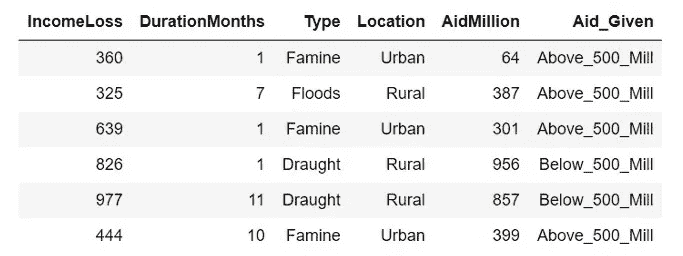 IncomeLoss DurationMonths Type Location AidMillion Aid_Given
360 1 Famine Urban 64 Above_500_Mill
325 7 Floods Rural 387 Above_500_Mill
639 1 Famine Urban 301 Above_500_Mill
826 1 Draught Rural 956 Below_500_Mill
977 11 Draught Rural 857 Below_500_Mill
444 10 Famine Urban 399 Above_500_Mill